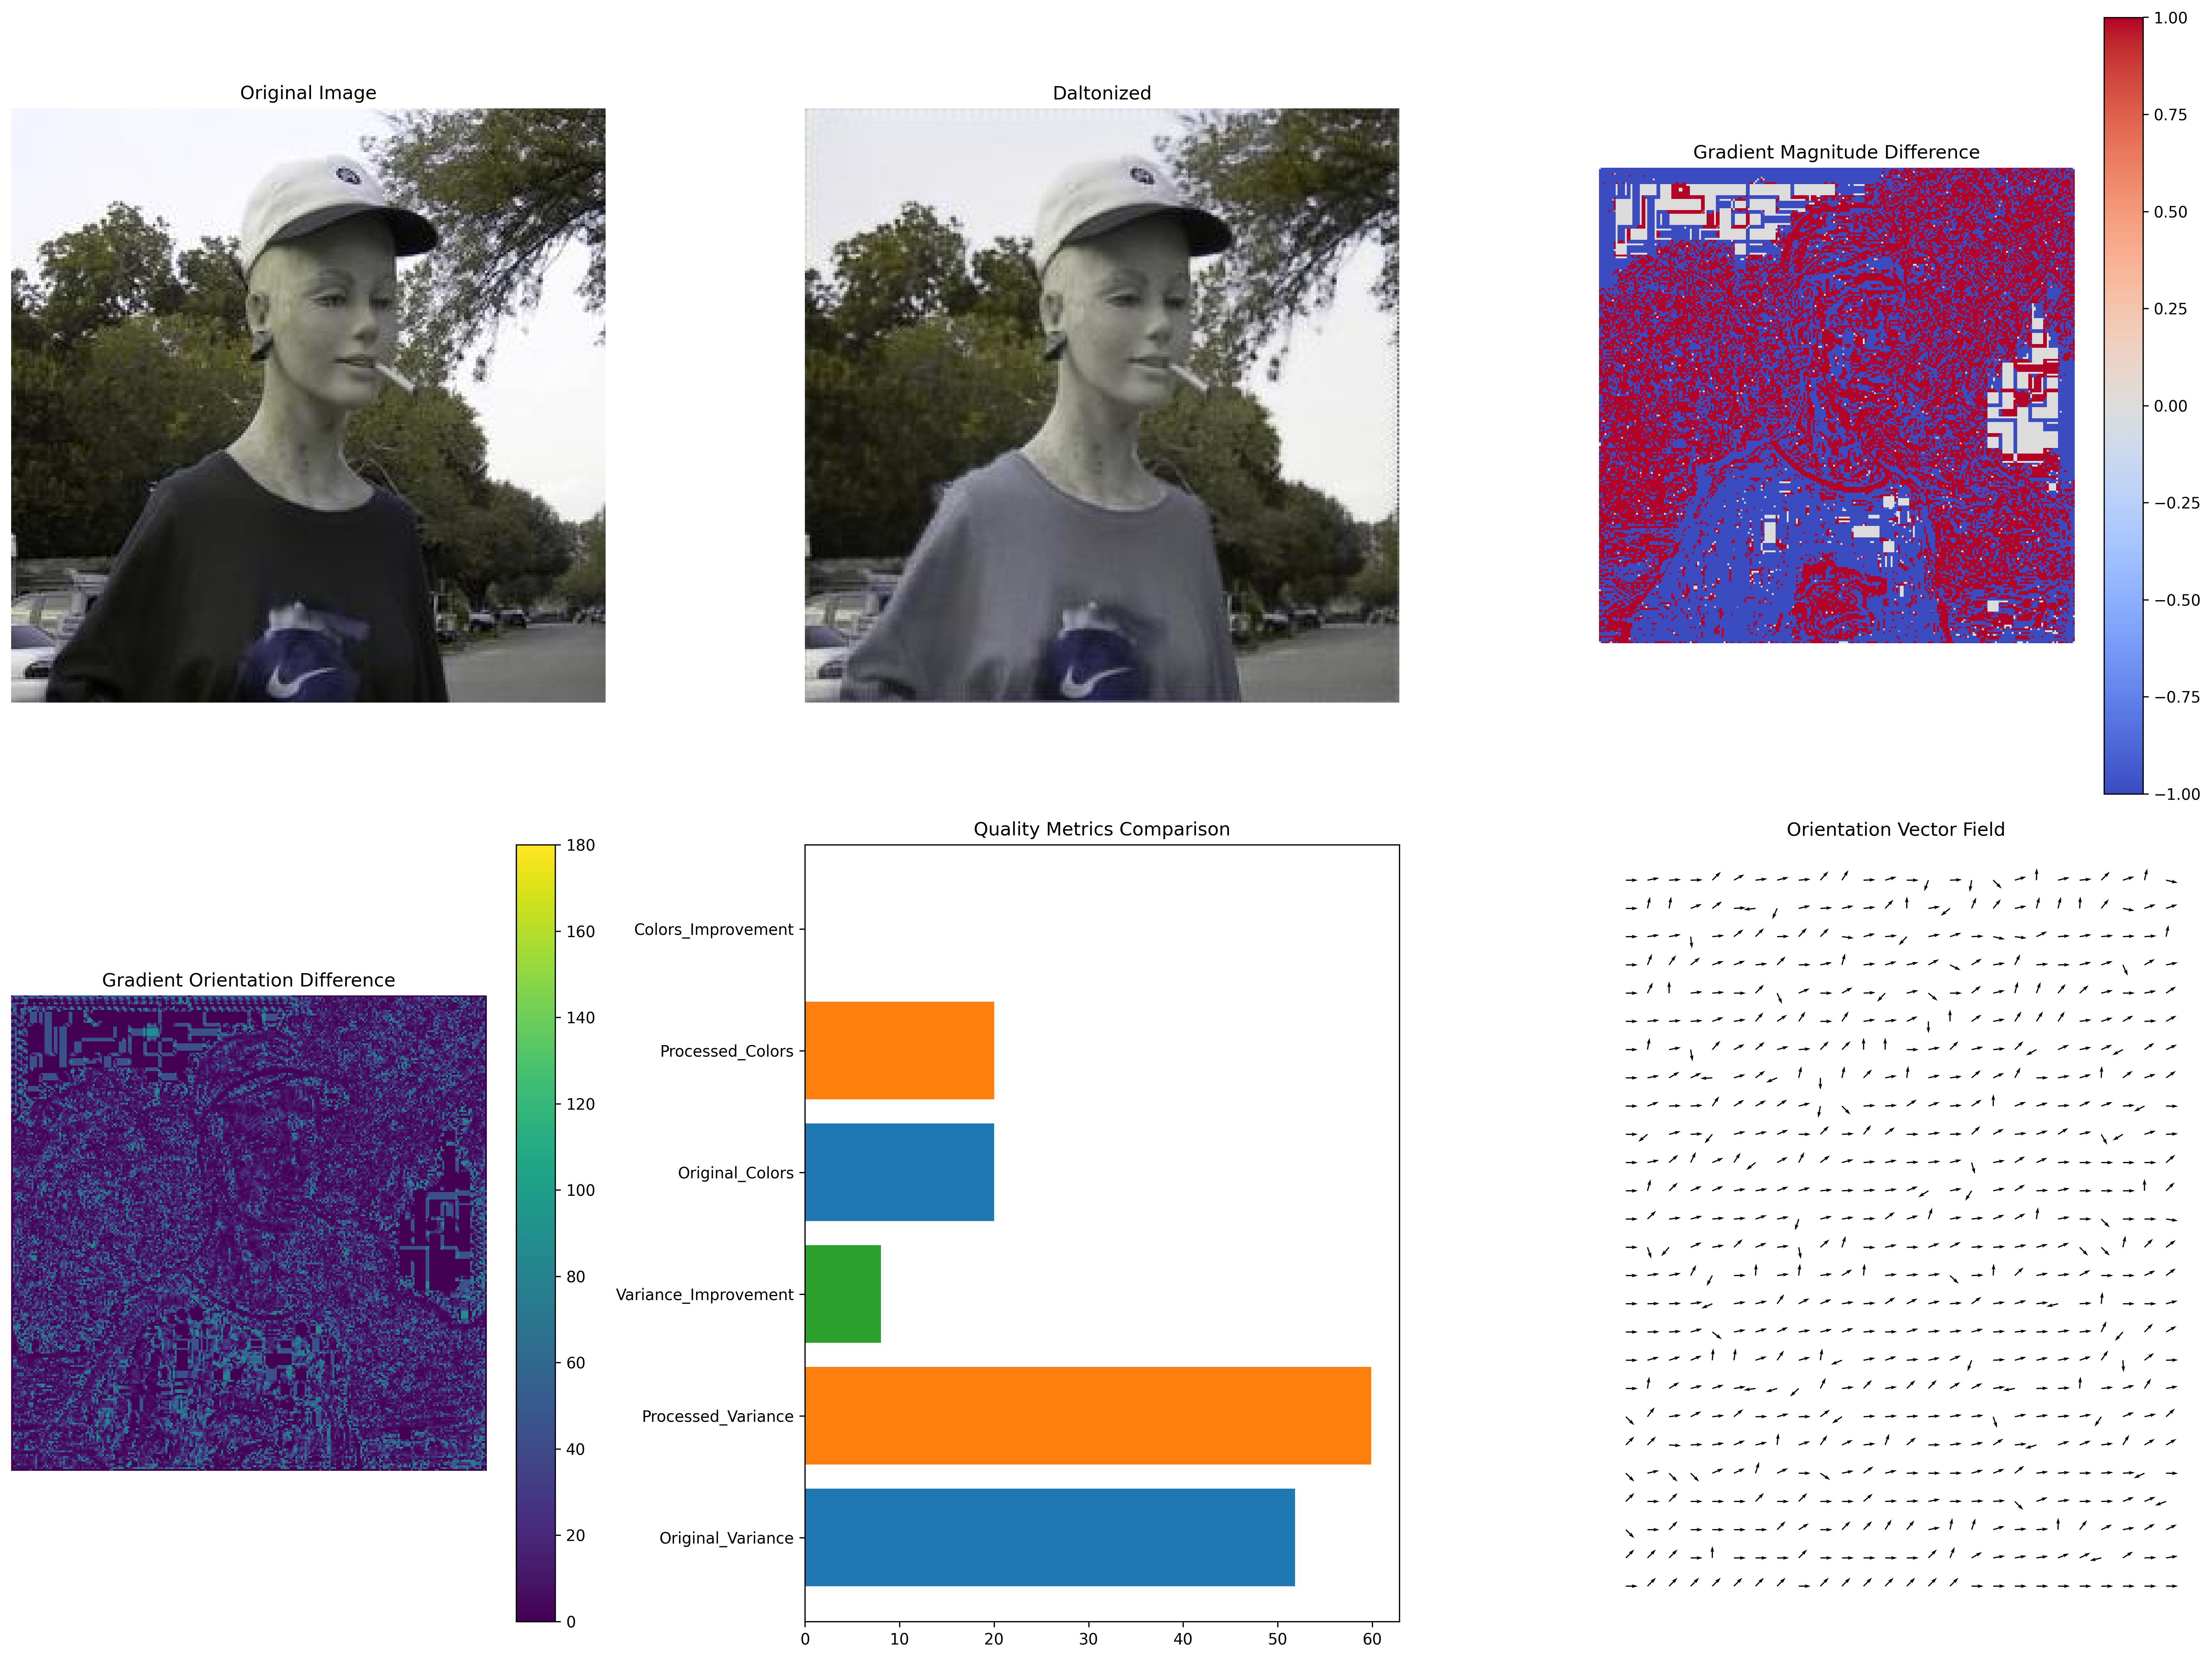 Original Image
Daltonized
Gradient Magnitude Difference
1.00
0.75
0.50
0.25
0.00
−0.25
−0.50
−0.75
−1.00
Gradient Orientation Difference
180
160
140
120
100
80
60
40
20
0
Quality Metrics Comparison
Colors_Improvement
Processed_Colors
Original_Colors
Variance_Improvement
Processed_Variance
Original_Variance
0 10 20 30 40 50 60
Orientation Vector Field